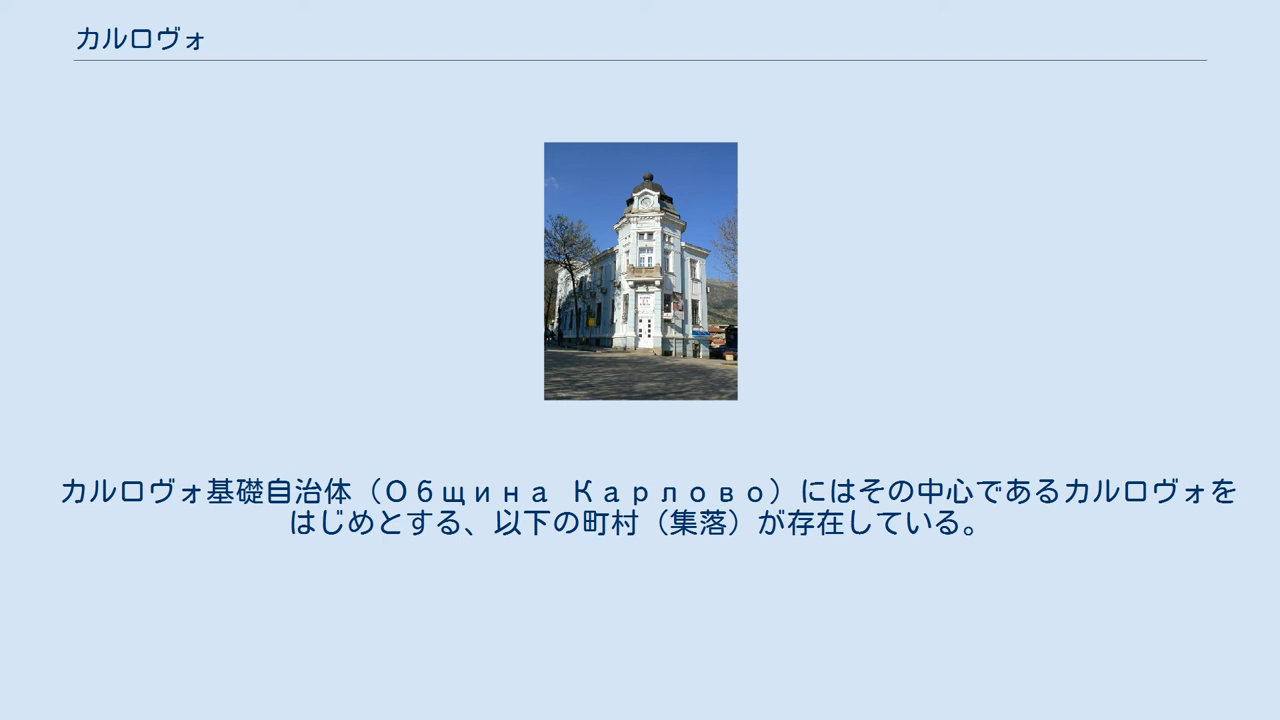 カルロヴォ
カルロヴォ基礎自治体（Община Карлово）にはその中心であるカルロヴォを
はじめとする、以下の町村（集落）が存在している。